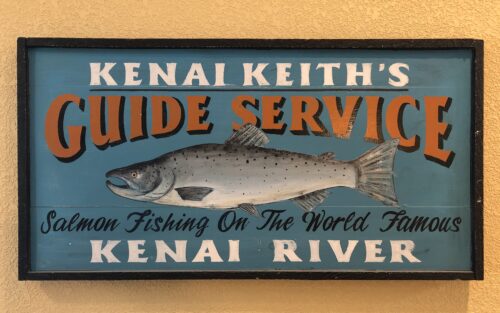 KENAI KEITH'S
GUIDE SERVICE
Salmon Fishing On The World Famous
KENAI RIVER